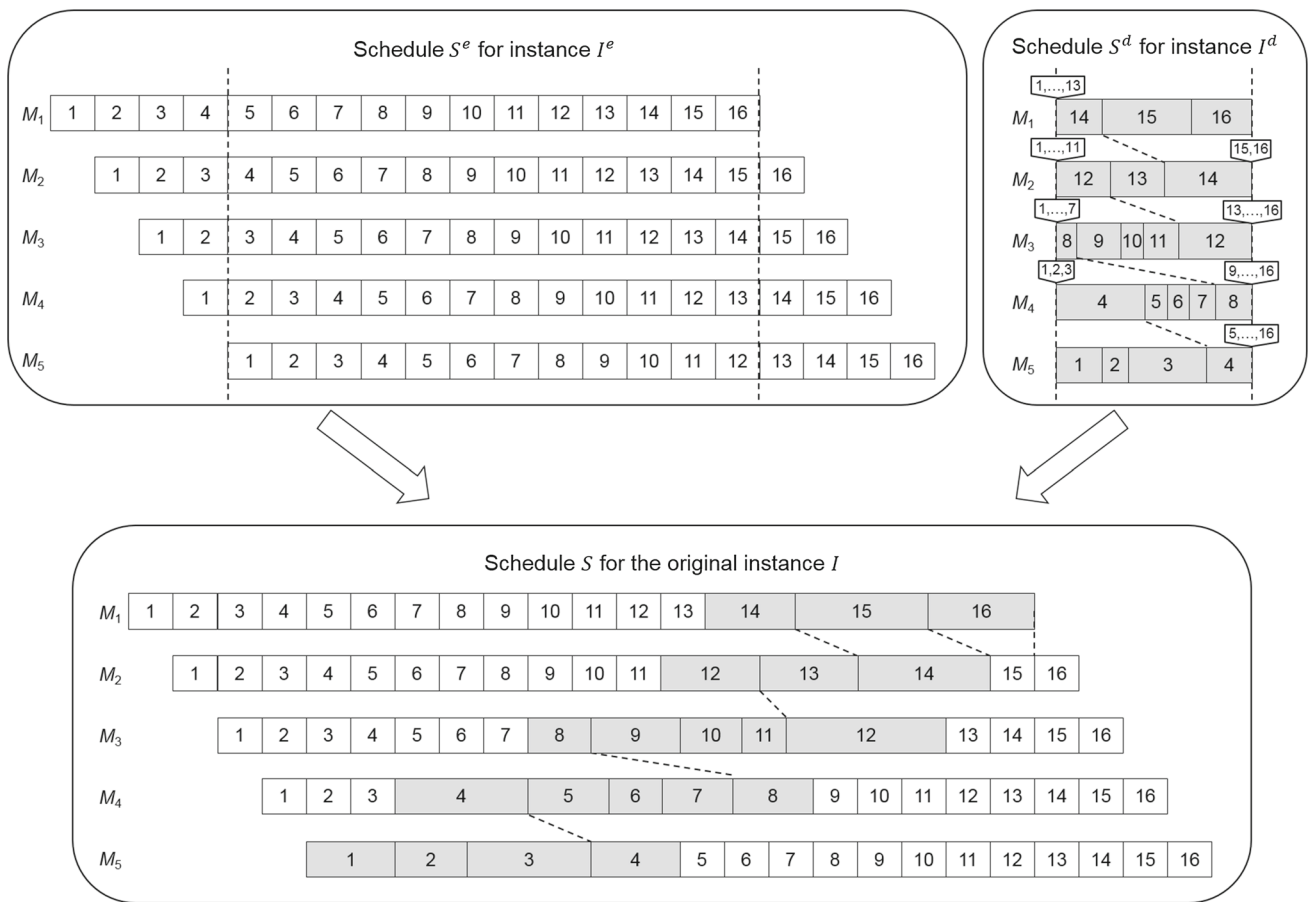 Schedule Sᵉ for instance Iᵉ
M₁ 1 2 3 4 5 6 7 8 9 10 11 12 13 14 15 16
M₂ 1 2 3 4 5 6 7 8 9 10 11 12 13 14 15 16
M₃ 1 2 3 4 5 6 7 8 9 10 11 12 13 14 15 16
M₄ 1 2 3 4 5 6 7 8 9 10 11 12 13 14 15 16
M₅ 1 2 3 4 5 6 7 8 9 10 11 12 13 14 15 16
Schedule Sᵈ for instance Iᵈ
1,...,13
M₁ 14 15 16
1,...,11 15,16
M₂ 12 13 14
1,...,7 13,...,16
M₃ 8 9 10 11 12
1,2,3 9,...,16
M₄ 4 5 6 7 8
5,...,16
M₅ 1 2 3 4
Schedule S for the original instance I
M₁ 1 2 3 4 5 6 7 8 9 10 11 12 13 14 15 16
M₂ 1 2 3 4 5 6 7 8 9 10 11 12 13 14 15 16
M₃ 1 2 3 4 5 6 7 8 9 10 11 12 13 14 15 16
M₄ 1 2 3 4 5 6 7 8 9 10 11 12 13 14 15 16
M₅ 1 2 3 4 5 6 7 8 9 10 11 12 13 14 15 16